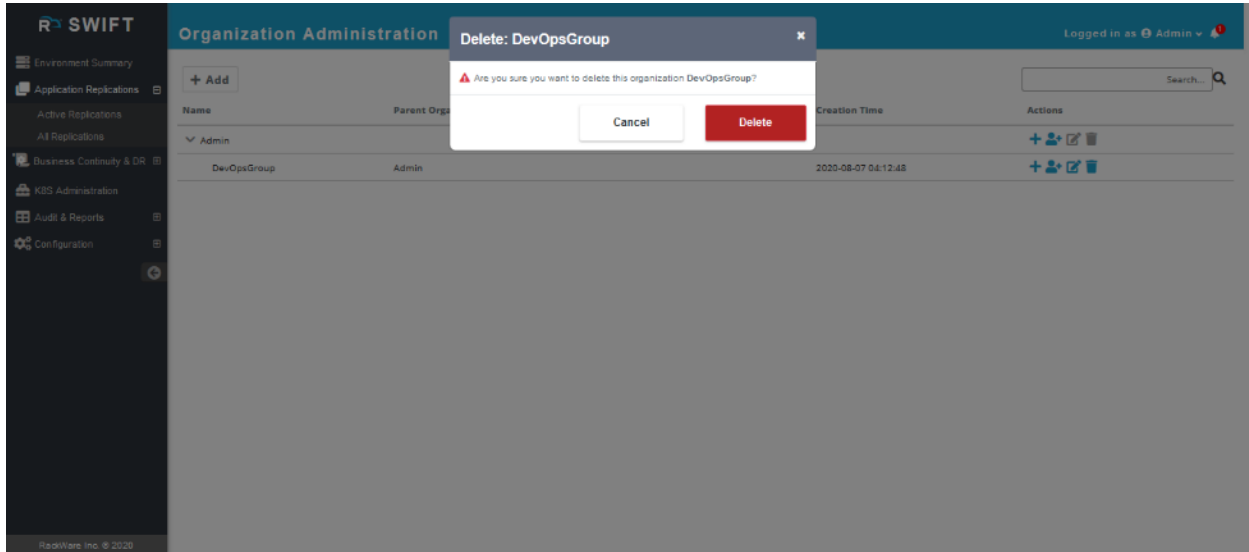 SWIFT
Organization Administration
Logged in as Admin
Environment Summary
Application Replications
Active Replications
All Replications
Business Continuity & DR
K8S Administration
Audit & Reports
Configuration
RackWare Inc. © 2020
+ Add
Search...
Name Parent Orga Creation Time Actions
Admin
DevOpsGroup Admin 2020-08-07 04:12:48
Delete: DevOpsGroup
Are you sure you want to delete this organization DevOpsGroup?
Cancel Delete